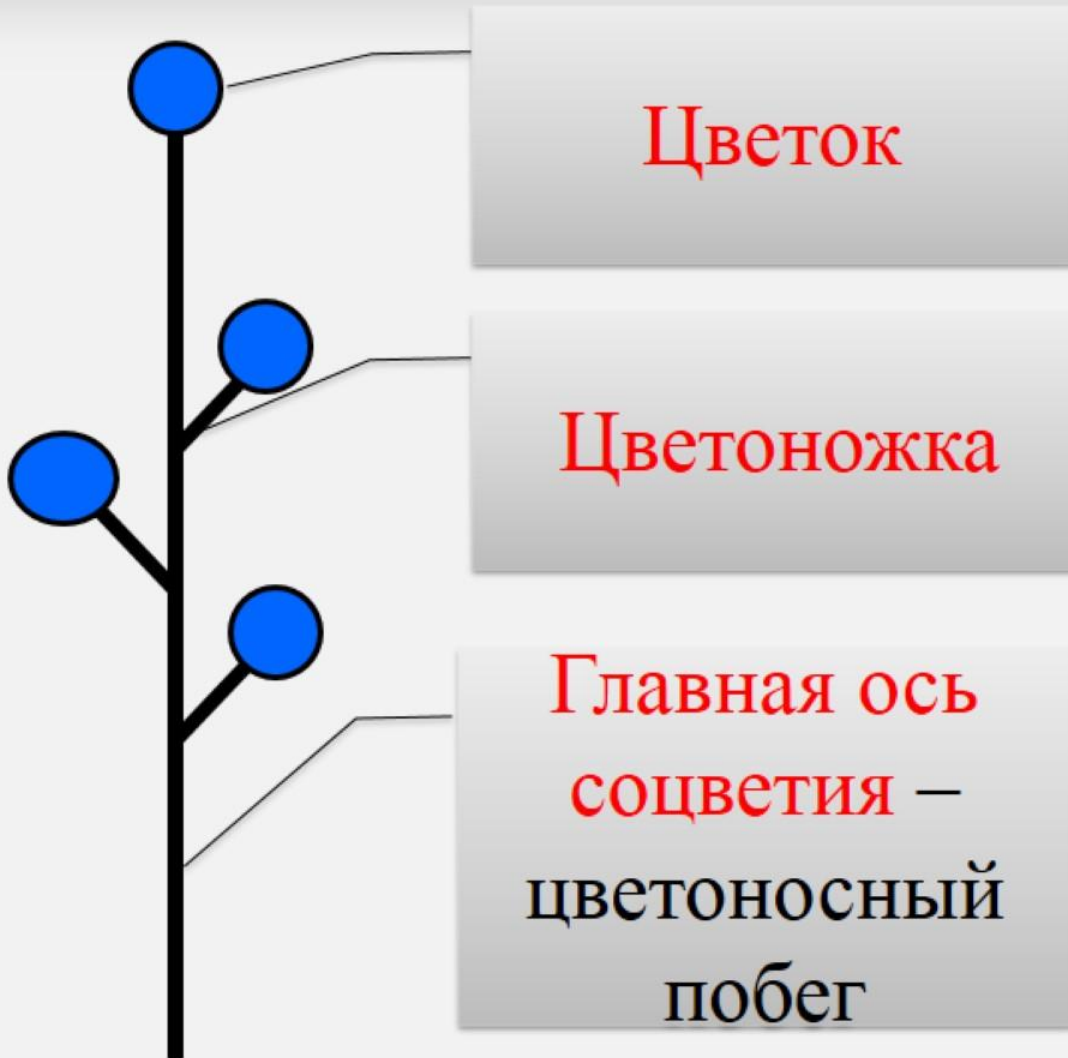 Цветок
Цветоножка
Главная ось
соцветия –
цветоносный
побег